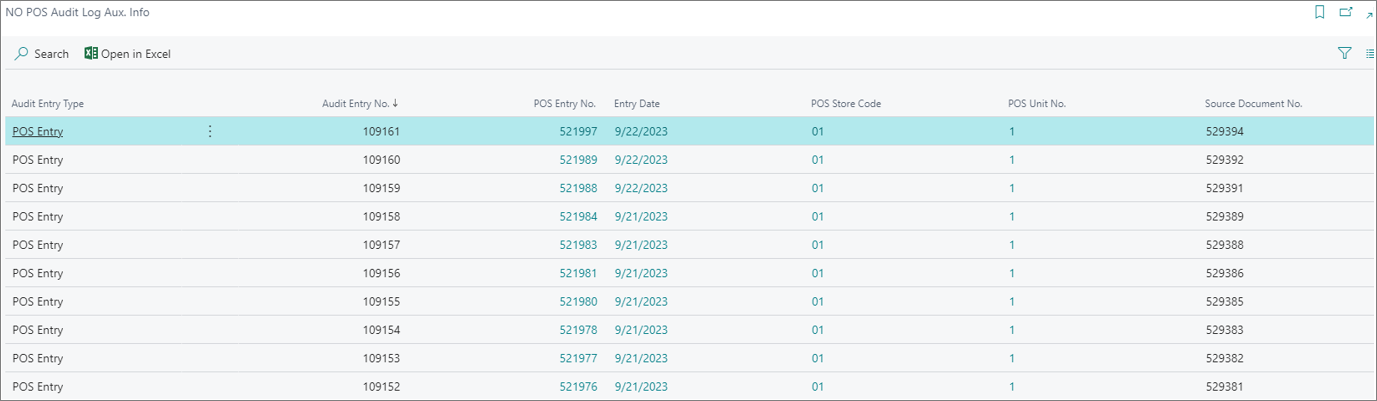 NO POS Audit Log Aux. Info
Search Open in Excel
Audit Entry Type Audit Entry No. ↓ POS Entry No. Entry Date POS Store Code POS Unit No. Source Document No.
POS Entry 109161 521997 9/22/2023 01 1 529394
POS Entry 109160 521989 9/22/2023 01 1 529392
POS Entry 109159 521988 9/22/2023 01 1 529391
POS Entry 109158 521984 9/21/2023 01 1 529389
POS Entry 109157 521983 9/21/2023 01 1 529388
POS Entry 109156 521981 9/21/2023 01 1 529386
POS Entry 109155 521980 9/21/2023 01 1 529385
POS Entry 109154 521978 9/21/2023 01 1 529383
POS Entry 109153 521977 9/21/2023 01 1 529382
POS Entry 109152 521976 9/21/2023 01 1 529381